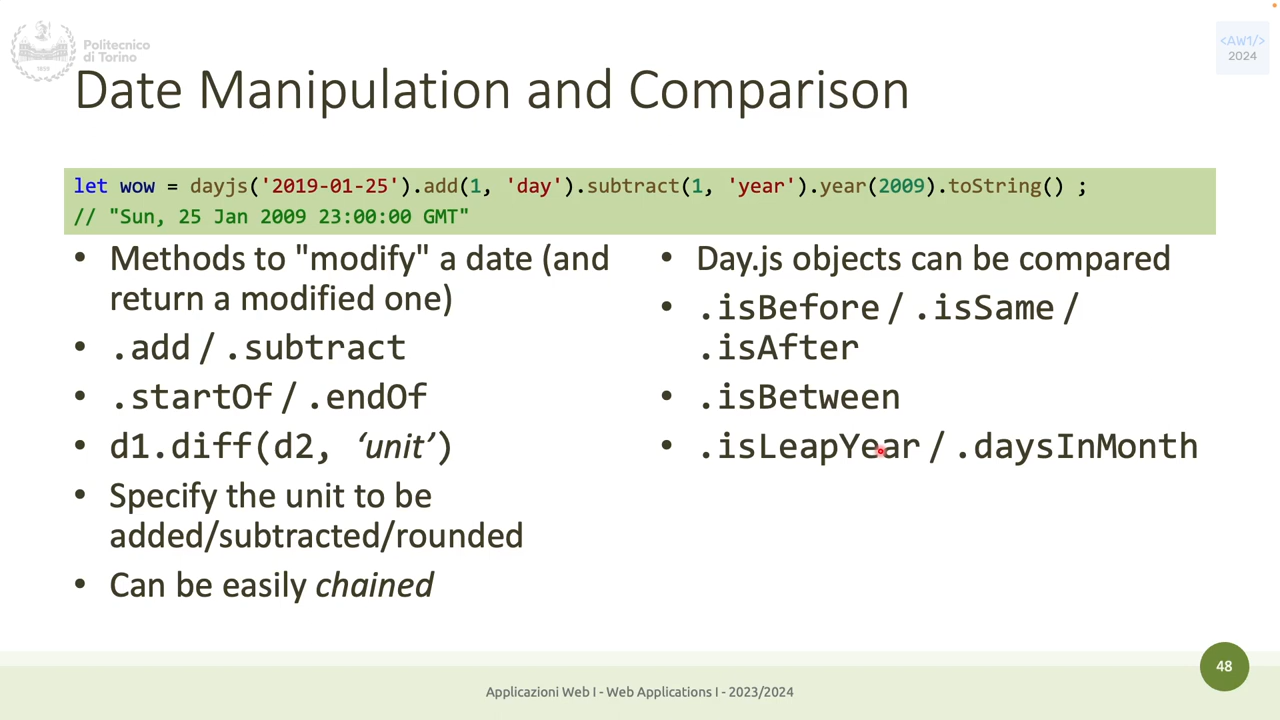 Politecnico
di Torino
1859
<AW1/>
2024
Date Manipulation and Comparison
let wow = dayjs('2019-01-25').add(1, 'day').subtract(1, 'year').year(2009).toString() ;
// "Sun, 25 Jan 2009 23:00:00 GMT"
• Methods to "modify" a date (and
return a modified one)
• .add / .subtract
• .startOf / .endOf
• d1.diff(d2, ‘unit’)
• Specify the unit to be
added/subtracted/rounded
• Can be easily chained
• Day.js objects can be compared
• .isBefore / .isSame /
.isAfter
• .isBetween
• .isLeapYear / .daysInMonth
Applicazioni Web I - Web Applications I - 2023/2024
48